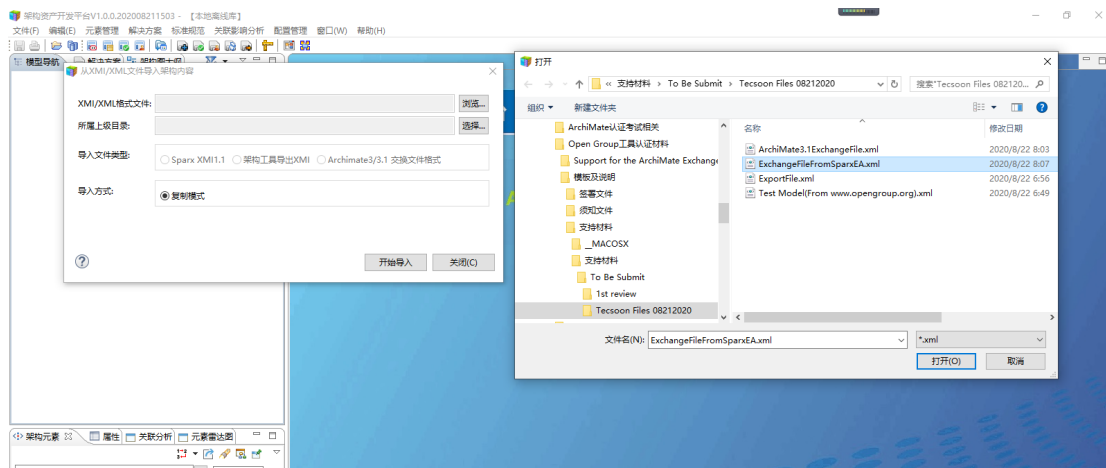 架构资产开发平台V1.0.0.202008211503 - 【本地离线库】
文件(F) 编辑(E) 元素管理 解决方案 标准规范 关联影响分析 配置管理 窗口(W) 帮助(H)
模型导航 解决方案 架构图大纲
从XMI/XML文件导入架构内容
XMI/XML格式文件: 浏览...
所属上级目录: 选择...
导入文件类型: Sparx XMI1.1 架构工具导出XMI Archimate3/3.1 交换文件格式
导入方式: 复制模式
开始导入 关闭(C)
打开
« 支持材料 › To Be Submit › Tecsoon Files 08212020
搜索"Tecsoon Files 082120...
组织 新建文件夹
ArchiMate认证考试相关
Open Group工具认证材料
Support for the ArchiMate Exchange
模板及说明
签署文件
须知文件
支持材料
__MACOSX
支持材料
To Be Submit
1st review
Tecsoon Files 08212020
名称 修改日期
ArchiMate3.1ExchangeFile.xml 2020/8/22 8:03
ExchangeFileFromSparxEA.xml 2020/8/22 8:07
ExportFile.xml 2020/8/22 6:56
Test Model(From www.opengroup.org).xml 2020/8/22 6:49
文件名(N): ExchangeFileFromSparxEA.xml *.xml
打开(O) 取消
架构元素 属性 关联分析 元素雷达图